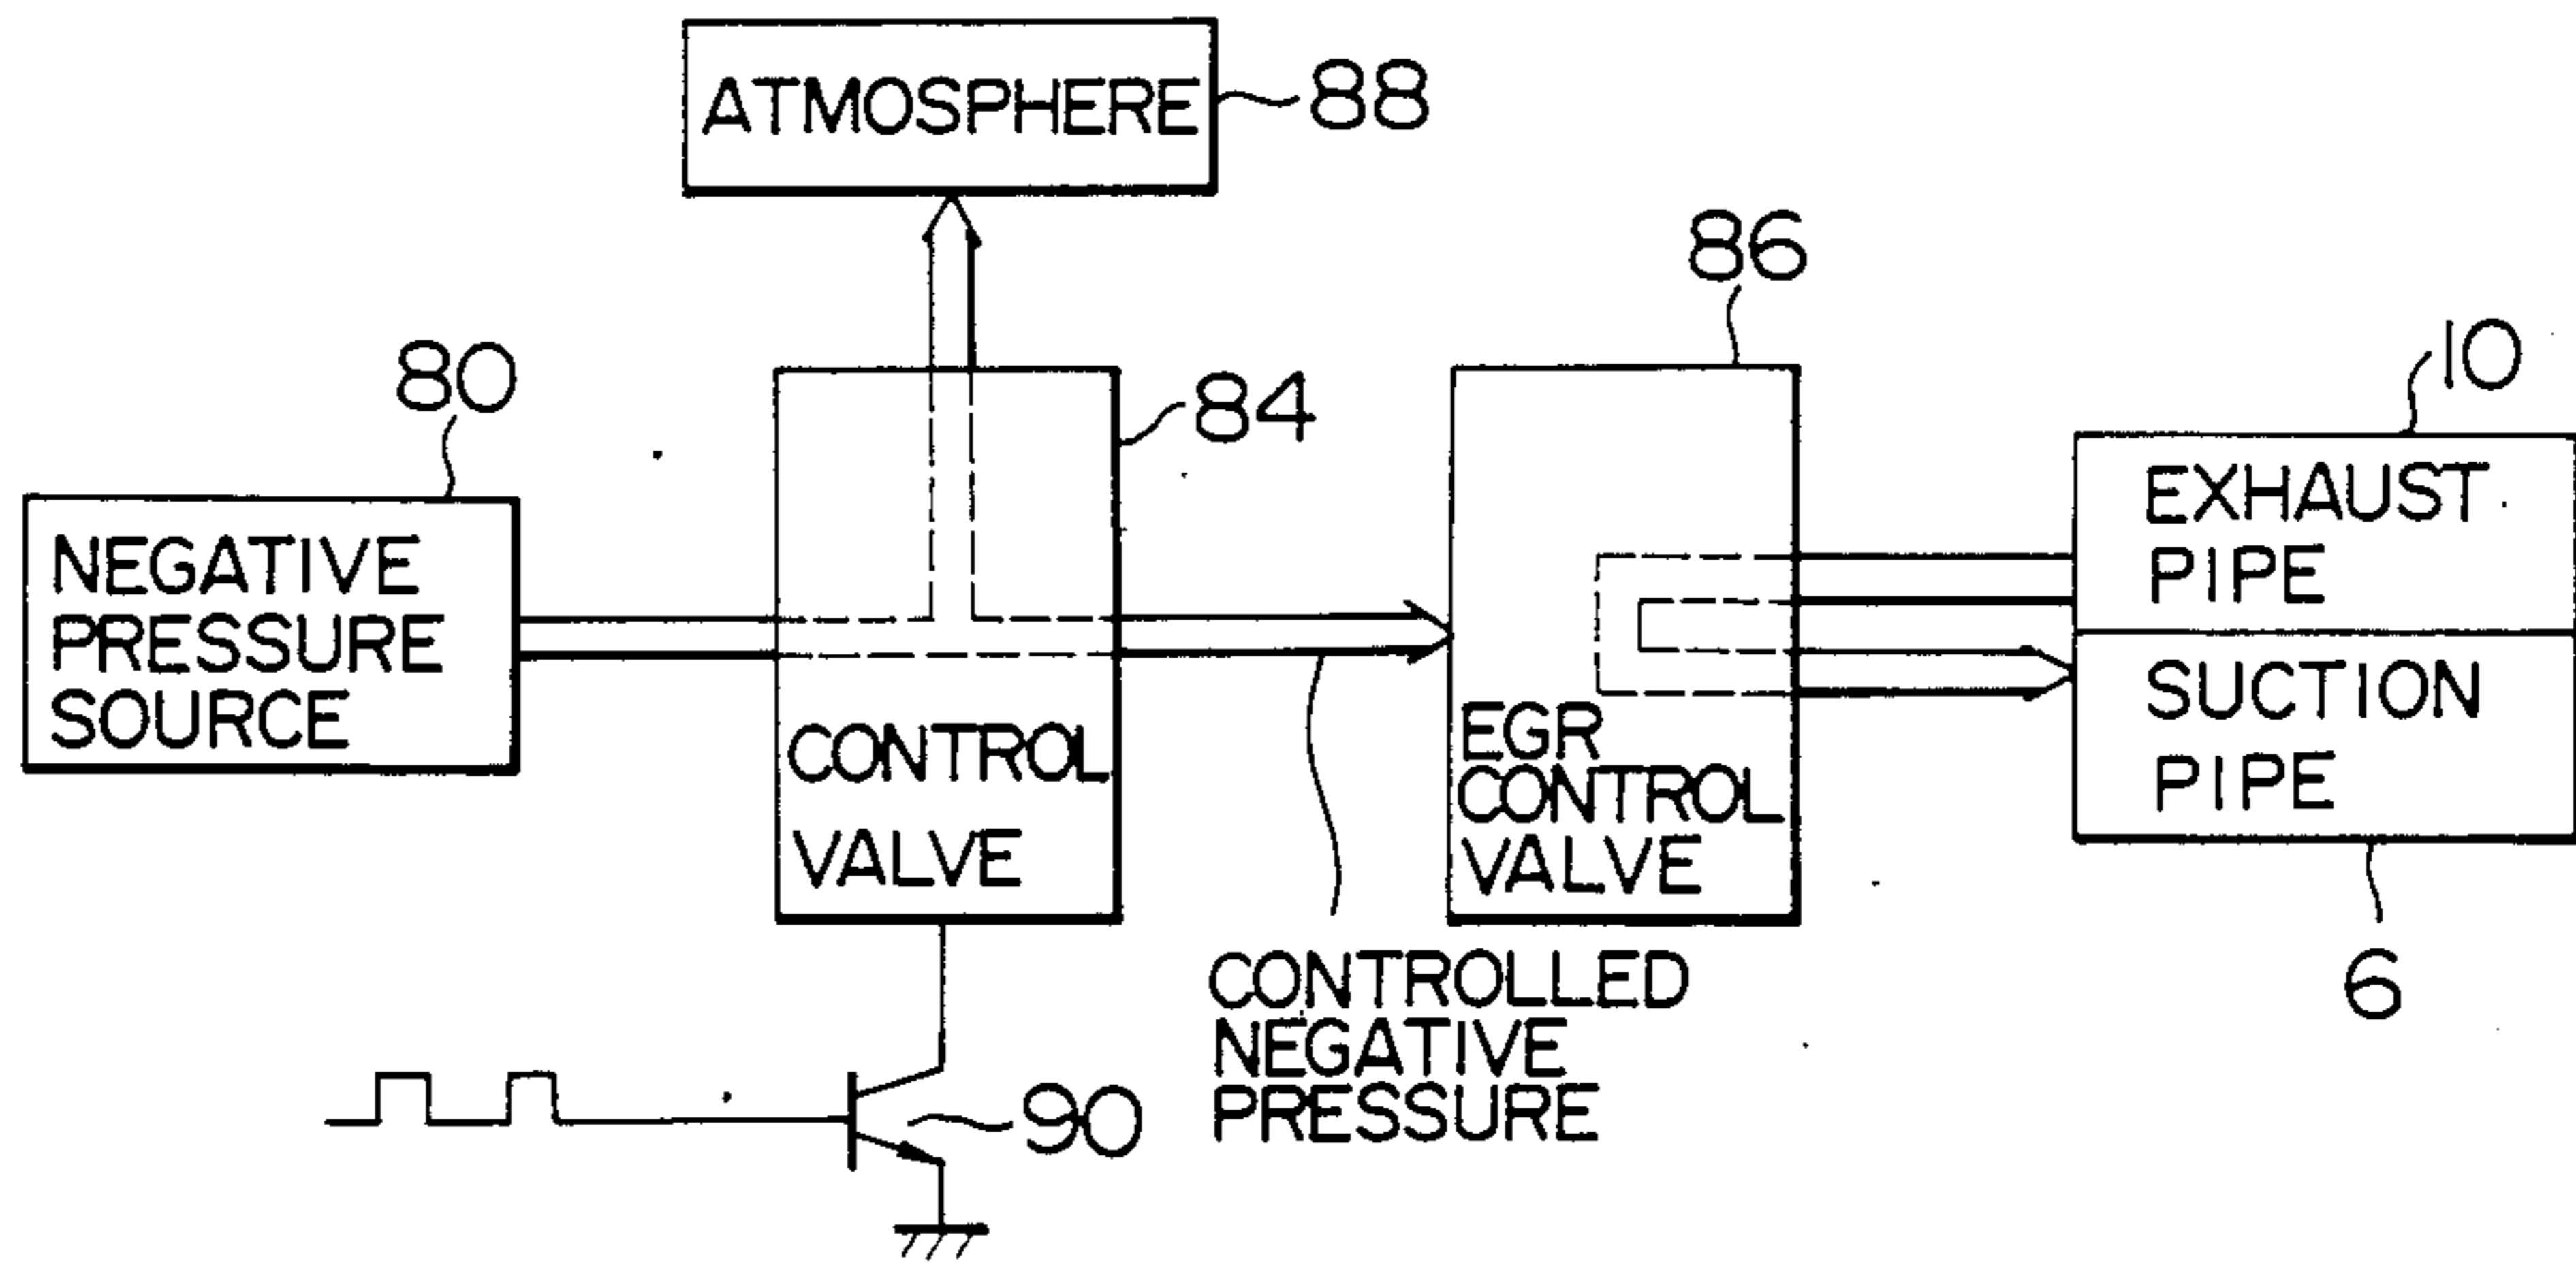 ATMOSPHERE
88
86
80
84
10
NEGATIVE
PRESSURE
SOURCE
CONTROL
VALVE
EGR
CONTROL
VALVE
EXHAUST
PIPE
SUCTION
PIPE
6
CONTROLLED
NEGATIVE
PRESSURE
90